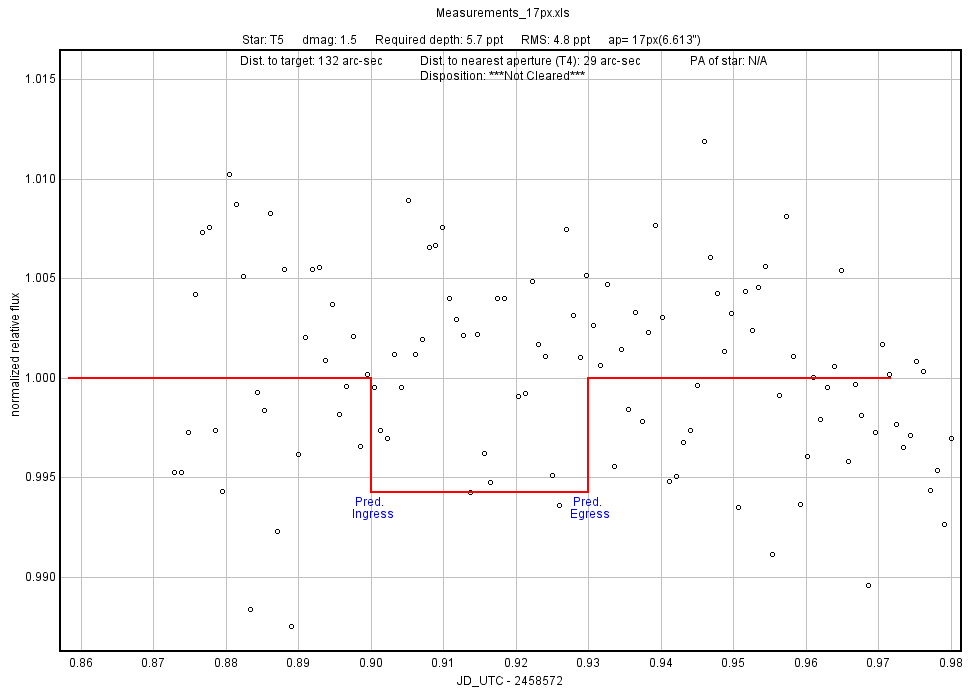 Measurements_17px.xls
Star: T5 dmag: 1.5 Required depth: 5.7 ppt RMS: 4.8 ppt ap= 17px(6.613")
Dist. to target: 132 arc-sec Dist. to nearest aperture (T4): 29 arc-sec PA of star: N/A
Disposition: ***Not Cleared***
1.015
1.010
1.005
1.000
0.995
0.990
normalized relative flux
Pred.
Ingress
Pred.
Egress
0.86 0.87 0.88 0.89 0.90 0.91 0.92 0.93 0.94 0.95 0.96 0.97 0.98
JD_UTC - 2458572